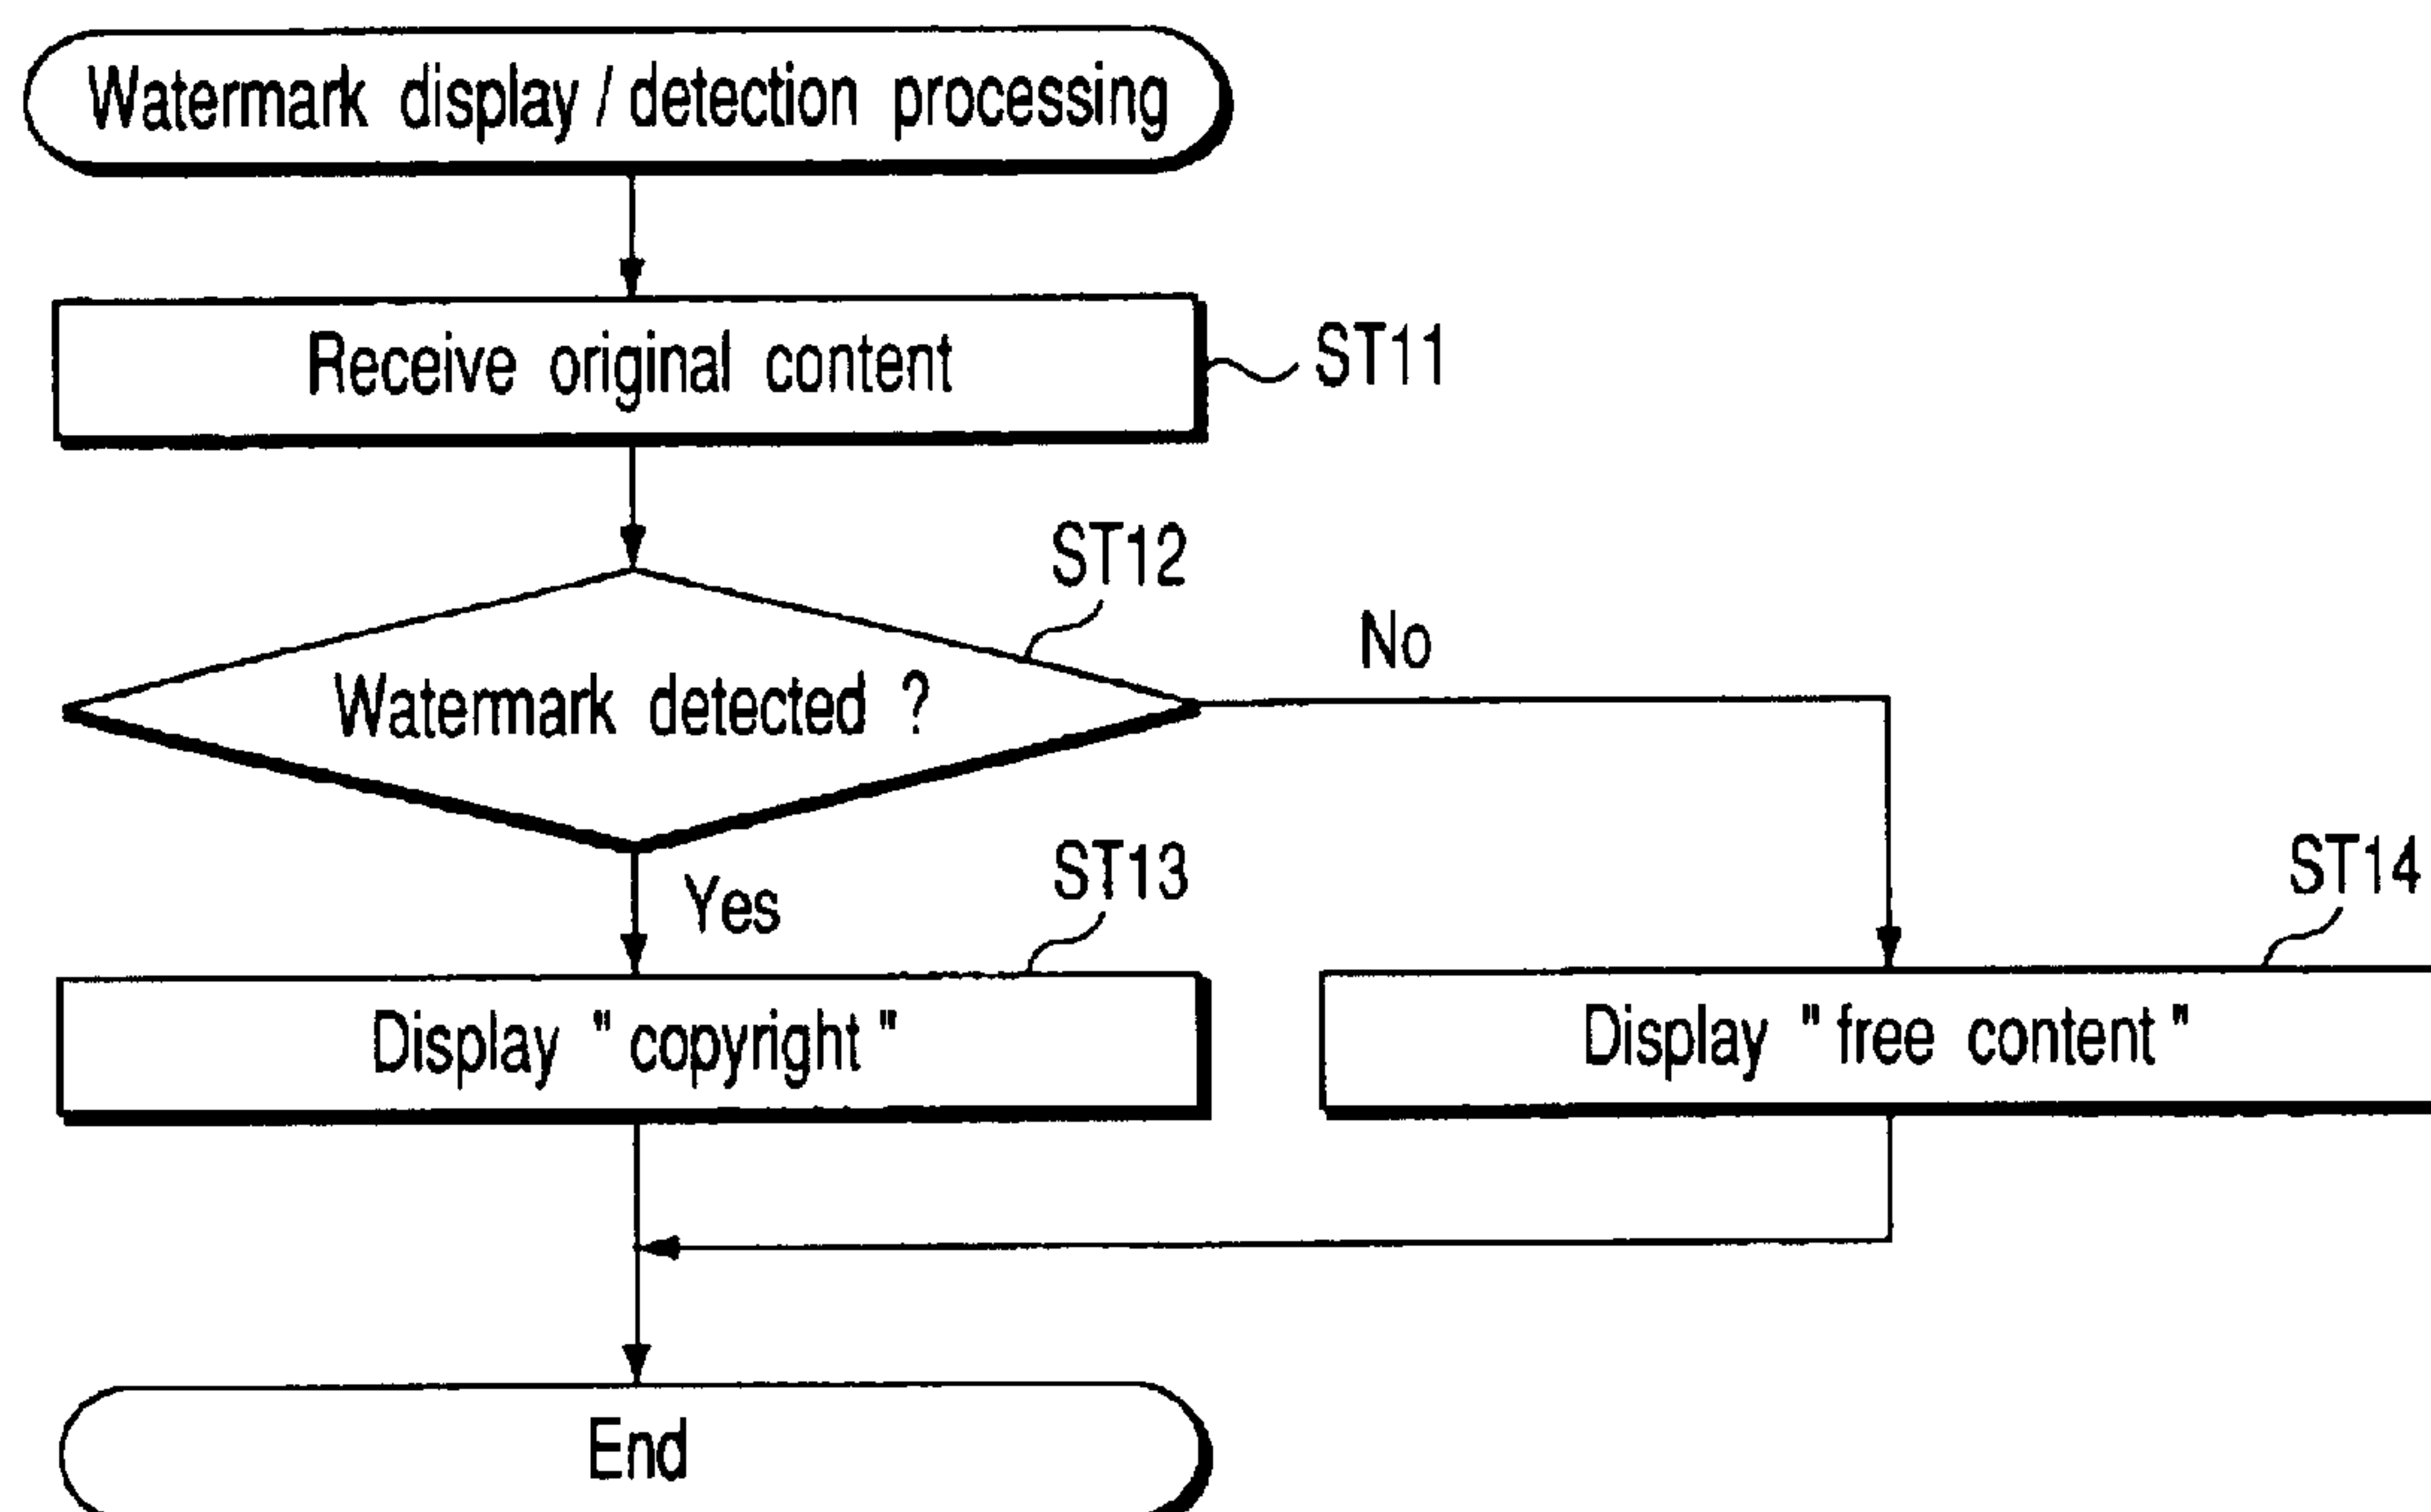 Watermark display / detection processing
Receive original content
ST11
ST12
Watermark detected ?
No
Yes
ST13
ST14
Display " copyright "
Display " free content "
End